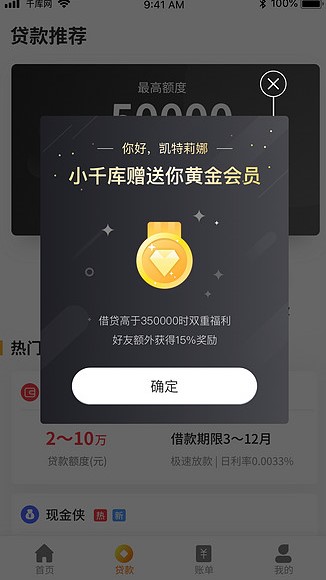 千库网
9:41 AM
100%
贷款推荐
最高额度
50000
你好，凯特莉娜
小千库赠送你黄金会员
借贷高于350000时双重福利
好友额外获得15%奖励
确定
热门
2～10万
借款期限3～12月
贷款额度(元)
极速放款 | 日利率0.0033%
现金侠 热 新
首页
贷款
账单
我的